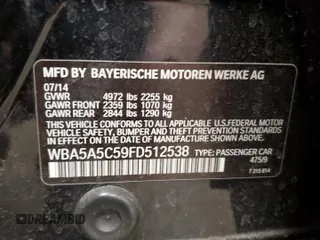 MFD BY BAYERISCHE MOTOREN WERKE AG
07/14
GVWR 4972 lbs 2255 kg
GAWR FRONT 2359 lbs 1070 kg
GAWR REAR 2844 lbs 1290 kg
THIS VEHICLE CONFORMS TO ALL APPLICABLE U.S.FEDERAL MOTOR
VEHICLE SAFETY, BUMPER, AND THEFT PREVENTION STANDARDS
IN EFFECT ON THE DATE OF MANUFACTURE SHOWN ABOVE.
WBA5A5C59FD512538 TYPE: PASSENGER CAR
475/9